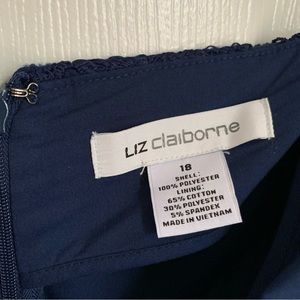 LIZ claiborne
18
SHELL:
100% POLYESTER
LINING:
65% COTTON
30% POLYESTER
5% SPANDEX
MADE IN VIETNAM